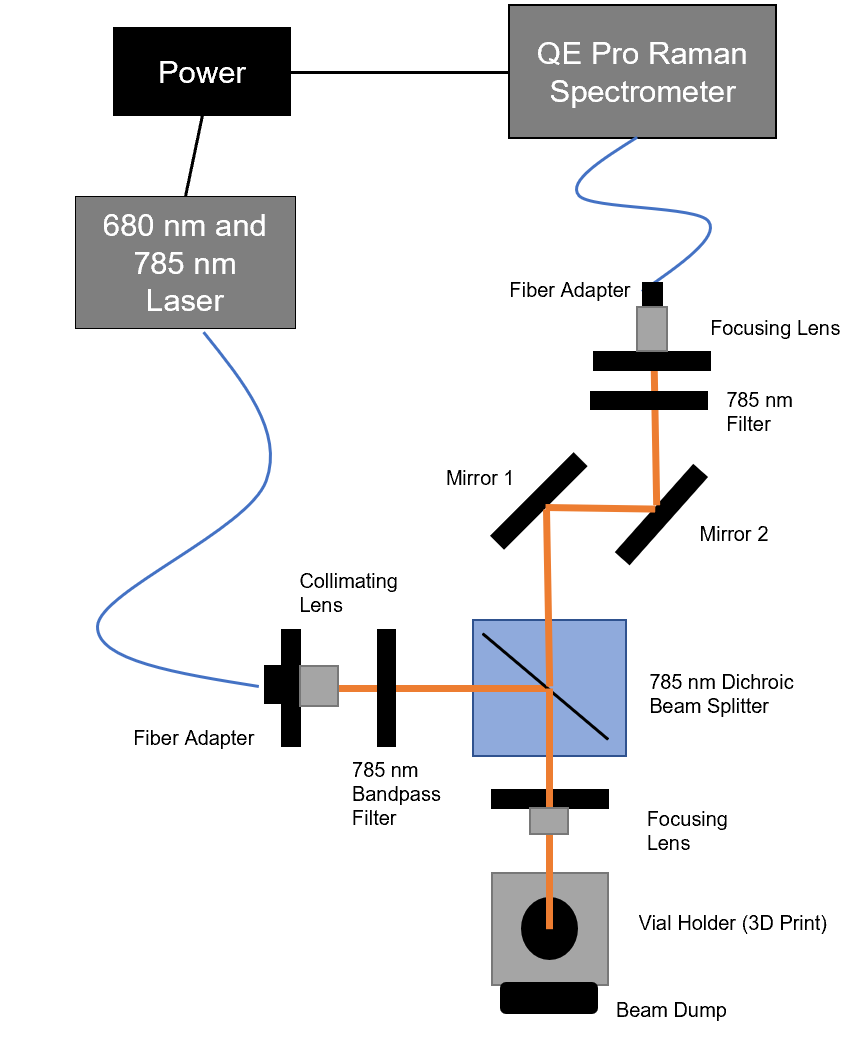 Power
QE Pro Raman
Spectrometer
680 nm and
785 nm
Laser
Fiber Adapter
Focusing Lens
785 nm
Filter
Mirror 1
Mirror 2
Collimating
Lens
785 nm Dichroic
Beam Splitter
Fiber Adapter
785 nm
Bandpass
Filter
Focusing
Lens
Vial Holder (3D Print)
Beam Dump